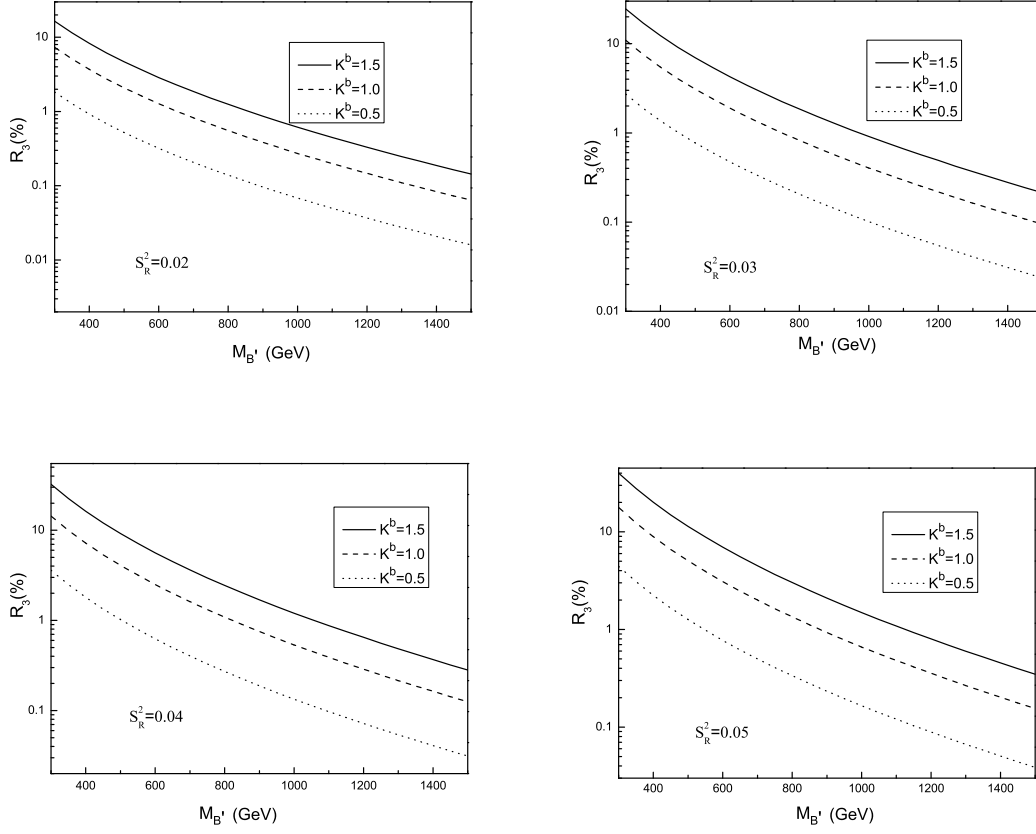 10
1
0.1
0.01
R₃(%)
K^b=1.5
K^b=1.0
K^b=0.5
S_R^2=0.02
400 600 800 1000 1200 1400
M_B' (GeV)
10
1
0.1
0.01
R₃(%)
K^b=1.5
K^b=1.0
K^b=0.5
S_R^2=0.03
400 600 800 1000 1200 1400
M_B' (GeV)
10
1
0.1
R₃(%)
K^b=1.5
K^b=1.0
K^b=0.5
S_R^2=0.04
400 600 800 1000 1200 1400
M_B' (GeV)
10
1
0.1
R₃(%)
K^b=1.5
K^b=1.0
K^b=0.5
S_R^2=0.05
400 600 800 1000 1200 1400
M_B' (GeV)